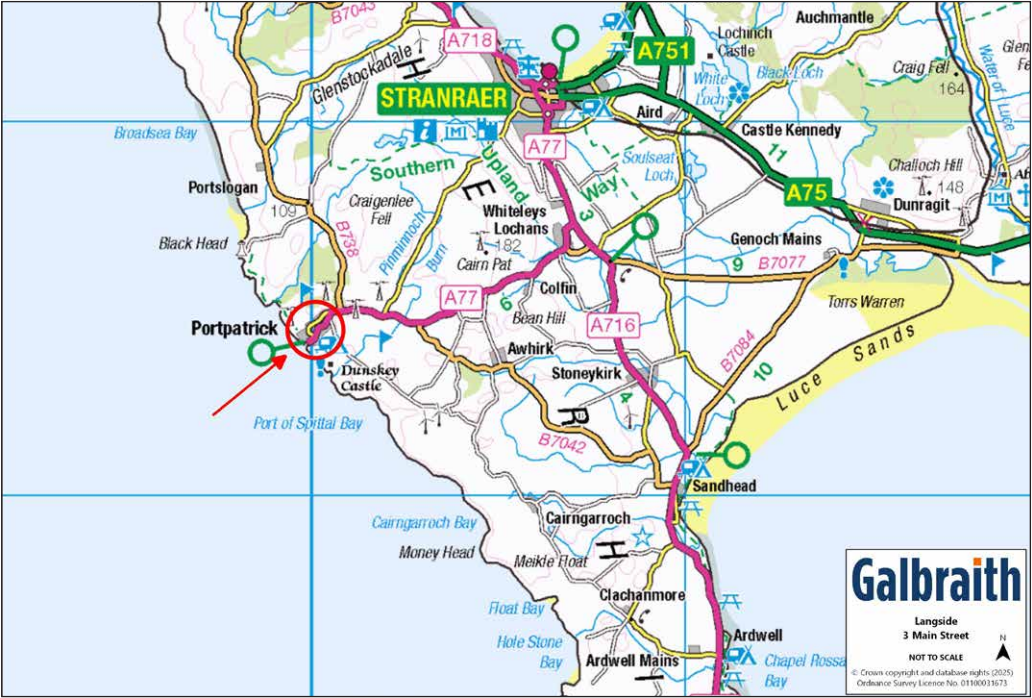 B7043
A718
Auchmantle
A751
Lochinch
Castle
Glenstockadale
H
Black Loch
Craig Fell
164
Water of Luce
White
Loch
STRANRAER
Aird
Castle Kennedy
Broadsea Bay
A77
11
Southern
Upland
Way
Soulseat
Loch
Challoch Hill
148
Portslogan
E
A75
Dunragit
Craigenlee
Fell
109
3
Whiteleys
Lochans
Black Head
B738
Pinminnoch
Burn
182
Cairn Pat
Genoch Mains
9
B7077
Colfin
A77
6
Torrs Warren
Bean Hill
A716
Portpatrick
Awhirk
B7084
Luce Sands
Dunskey
Castle
Stoneykirk
10
4
R
Port of Spittal Bay
B7042
Sandhead
Cairngarroch Bay
Cairngarroch
Money Head
Meikle Float
H
Clachanmore
Float Bay
Hole Stone
Bay
Ardwell
Ardwell Mains
Chapel Rossa
Bay
Galbraith
Langside
3 Main Street
N
NOT TO SCALE
© Crown copyright and database rights (2025)
Ordnance Survey Licence No. 01100031673